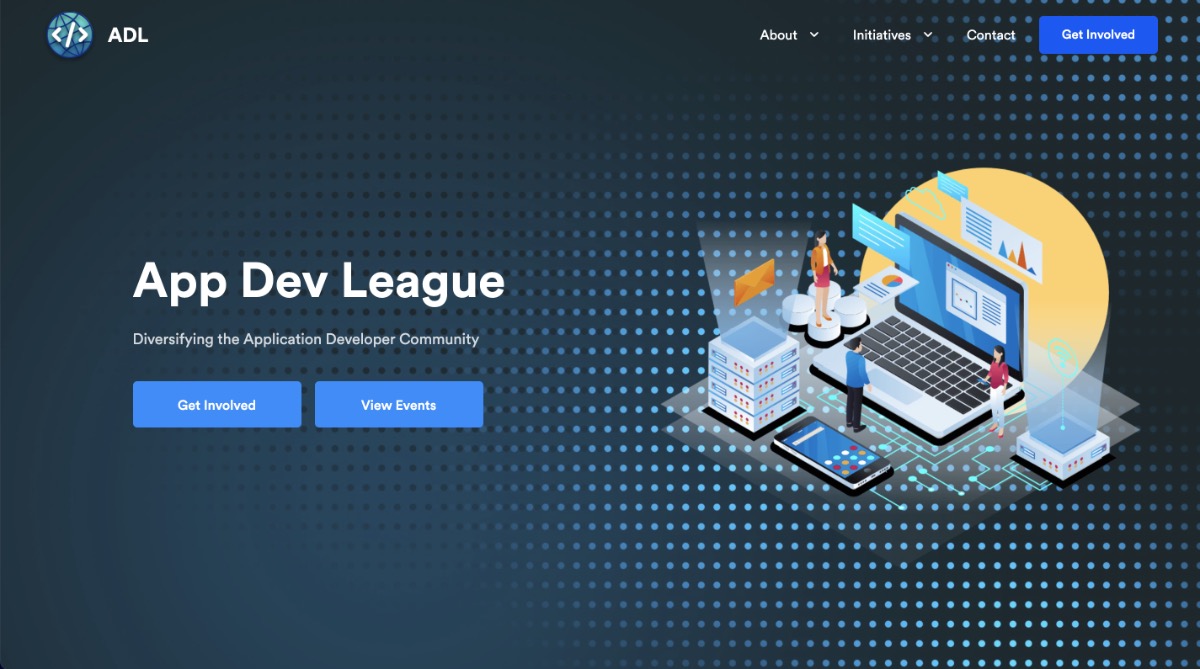 </> ADL
About
Initiatives
Contact
Get Involved
App Dev League
Diversifying the Application Developer Community
Get Involved
View Events